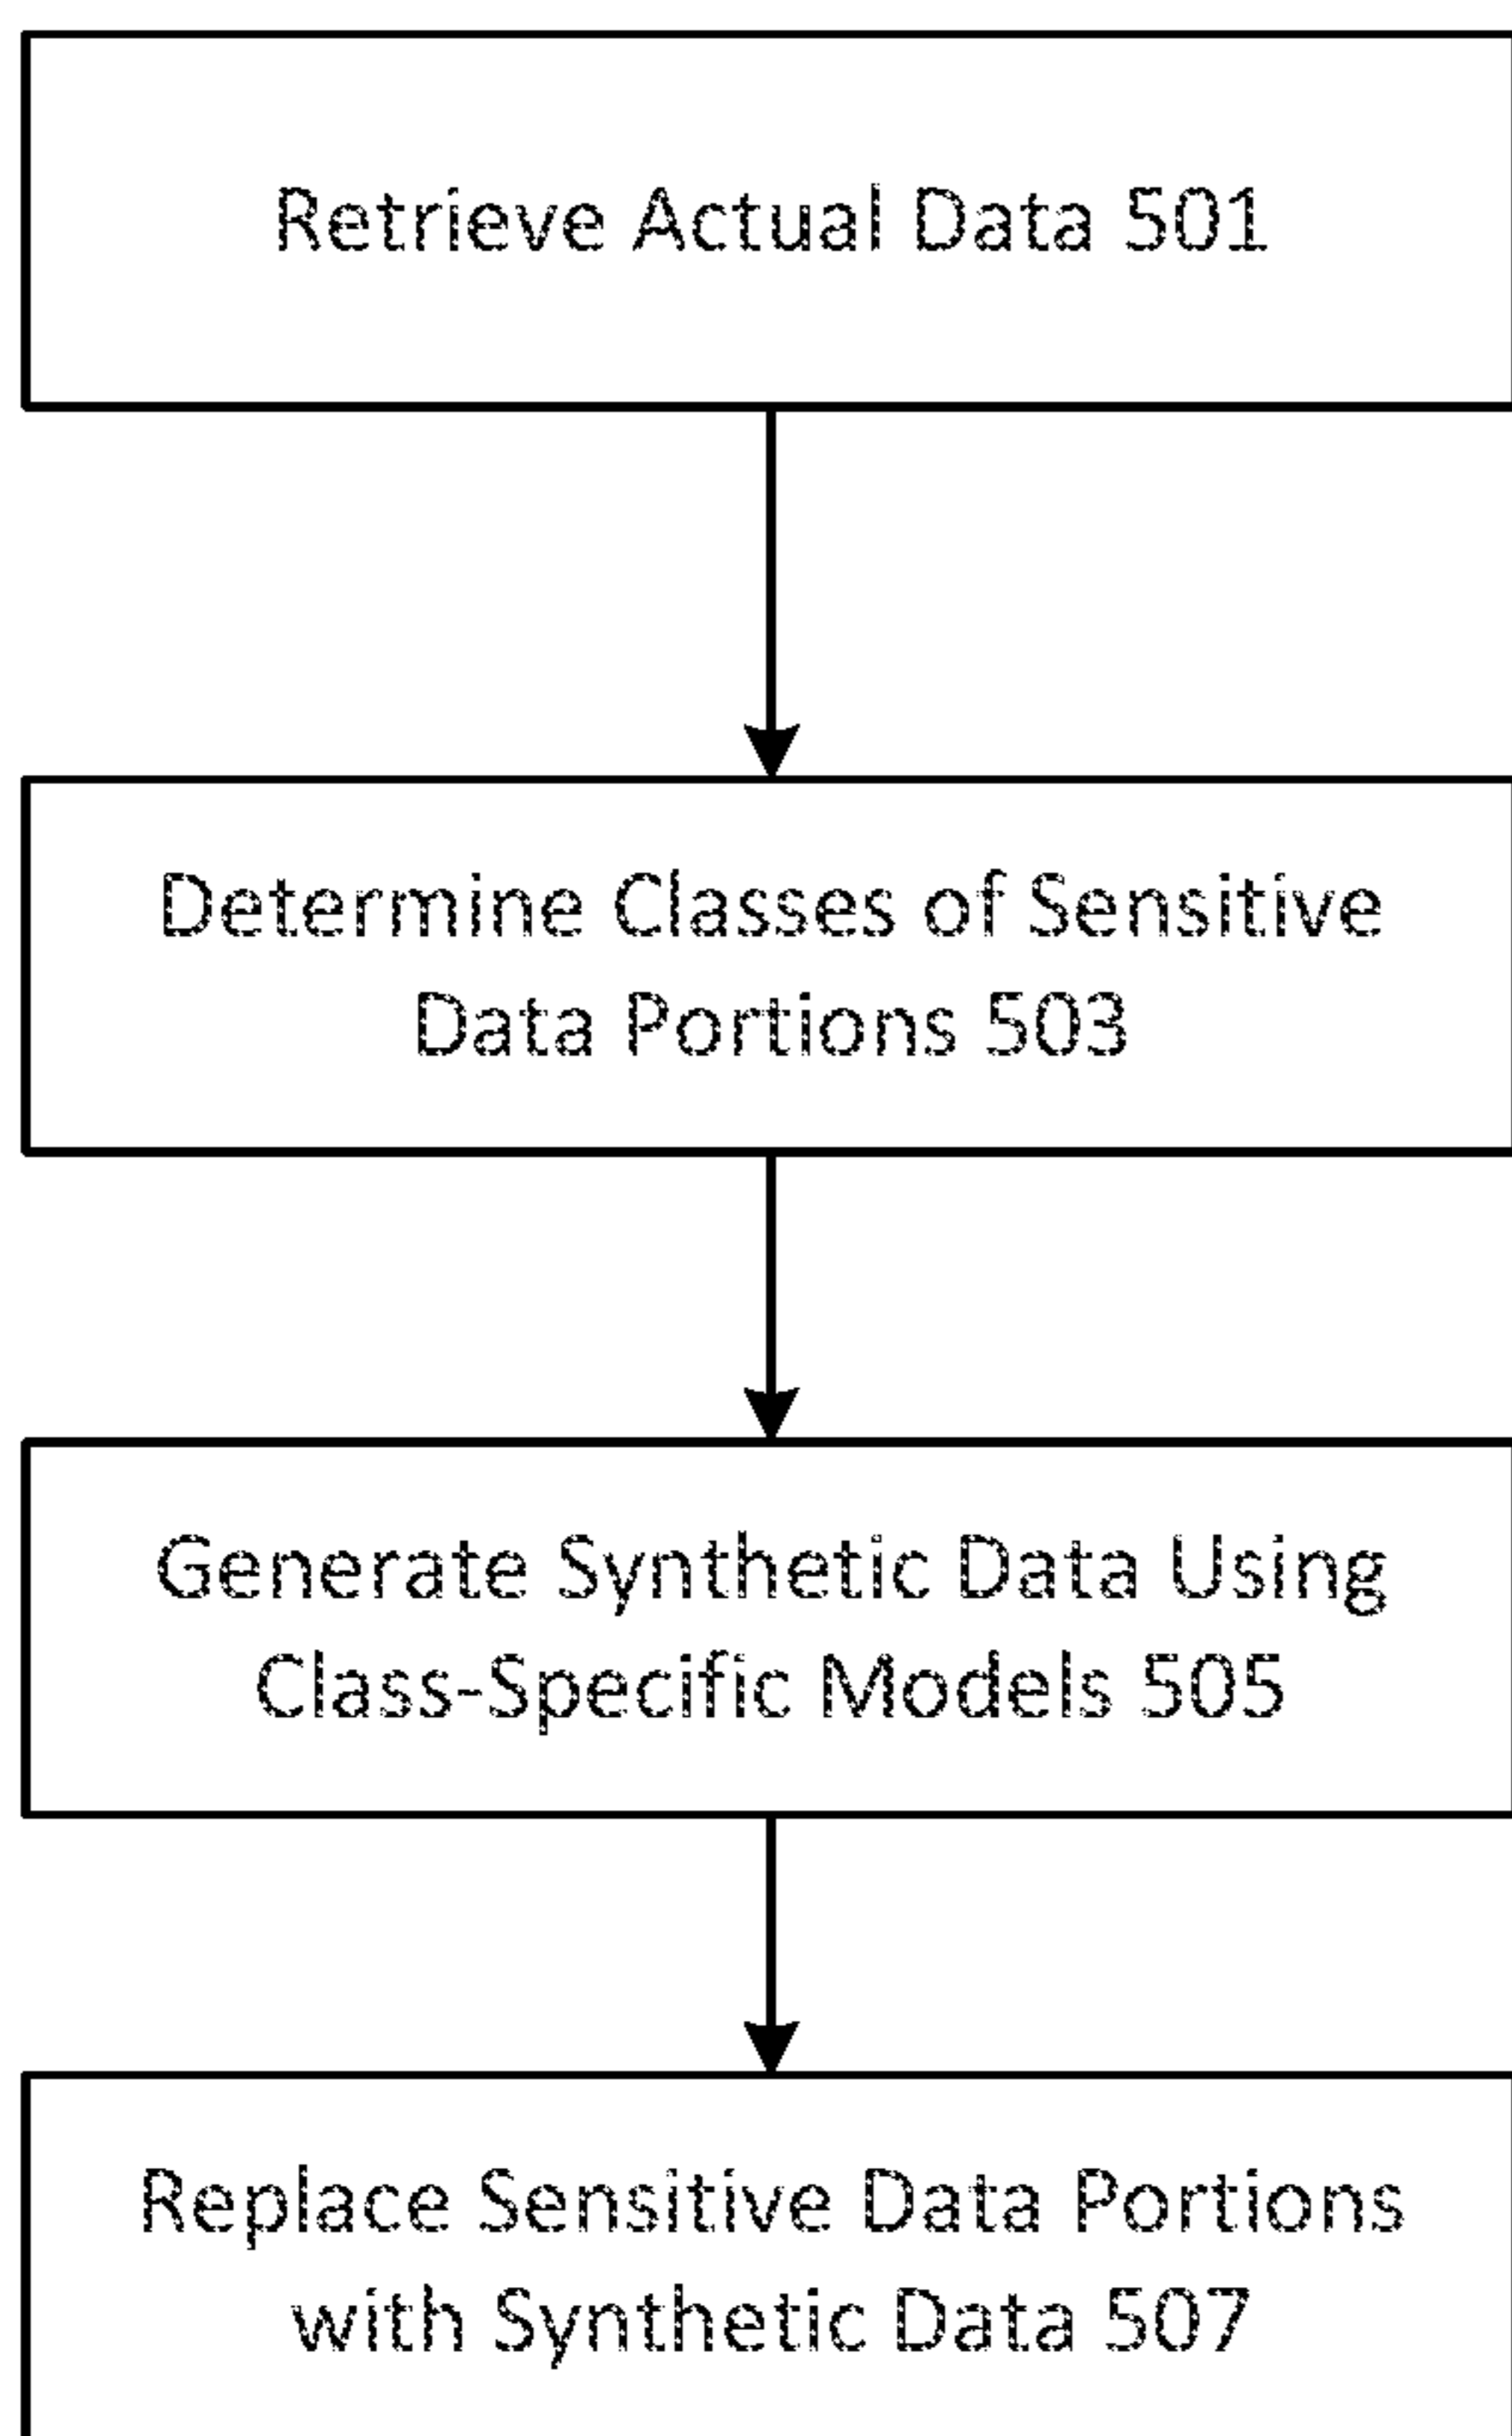 Retrieve Actual Data 501
Determine Classes of Sensitive
Data Portions 503
Generate Synthetic Data Using
Class-Specific Models 505
Replace Sensitive Data Portions
with Synthetic Data 507